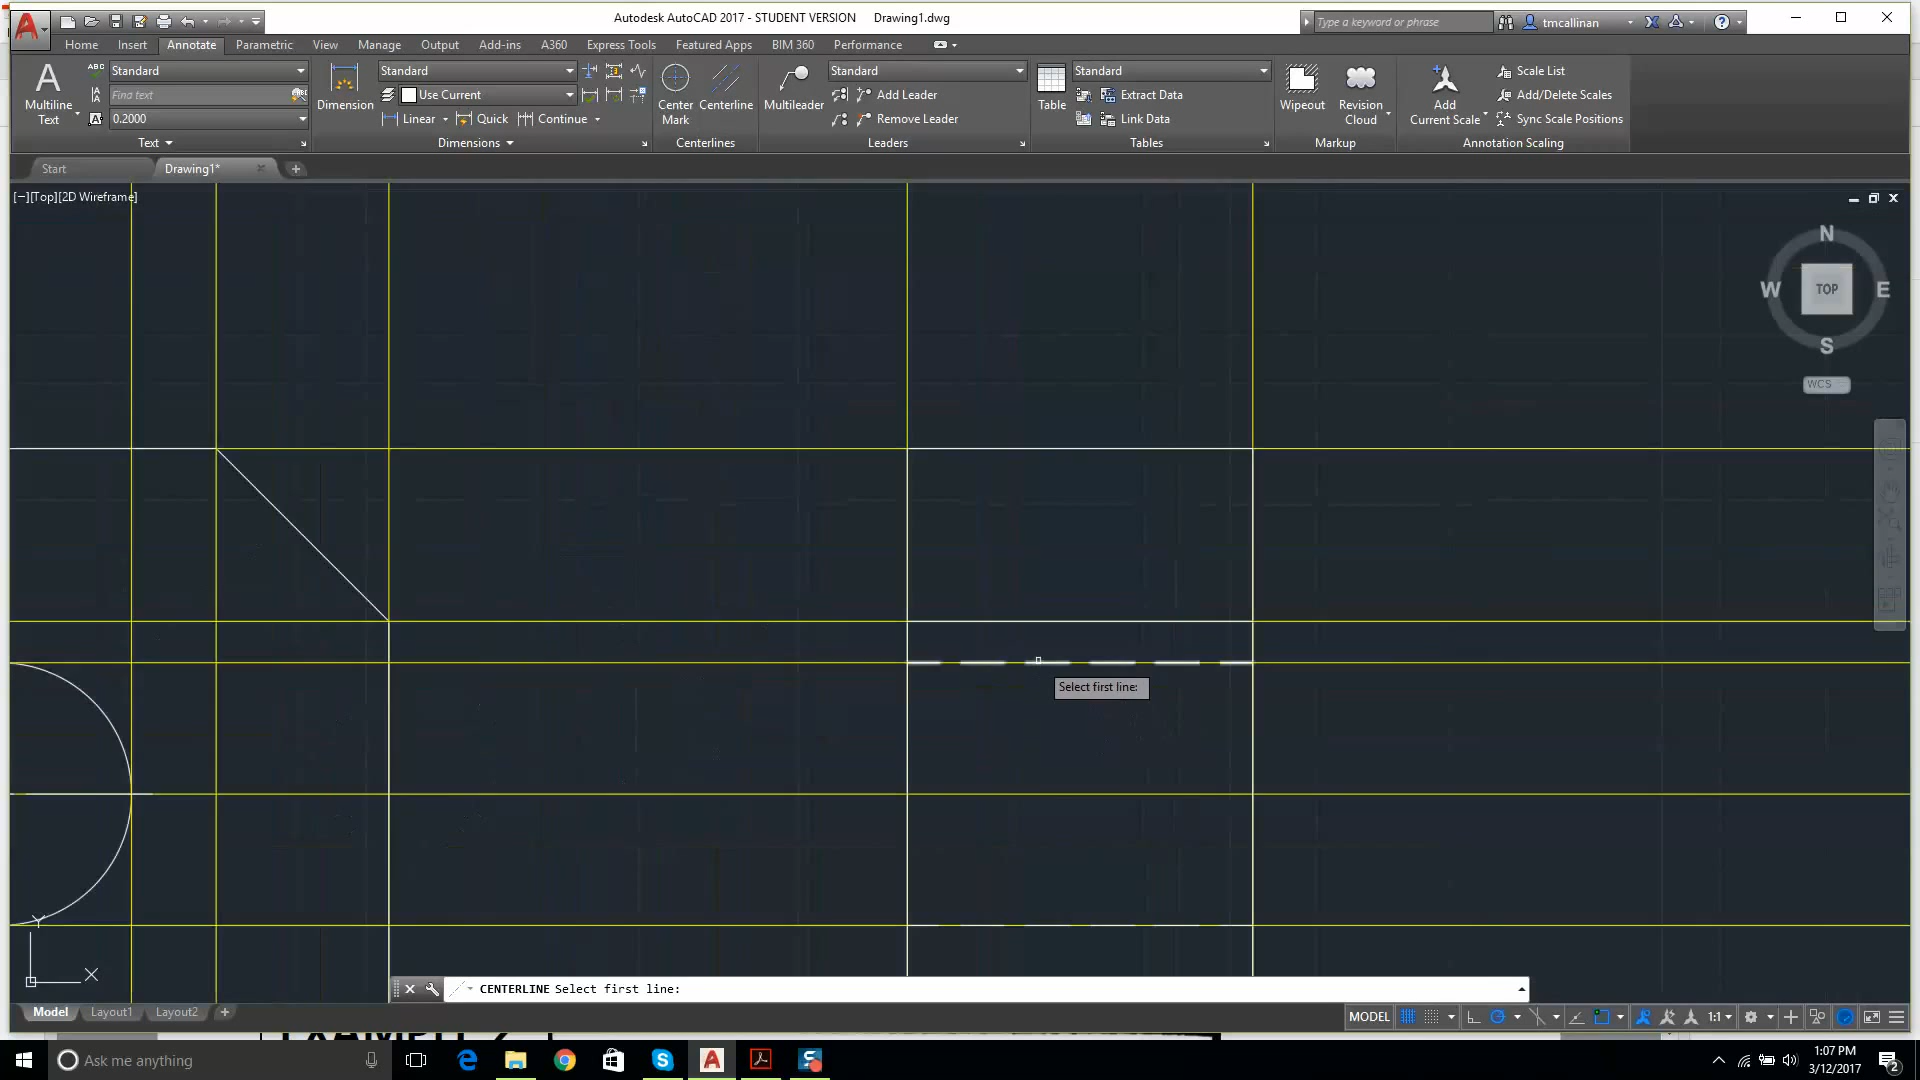 Autodesk AutoCAD 2017 - STUDENT VERSION Drawing1.dwg
Type a keyword or phrase
tmcallinan
Home Insert Annotate Parametric View Manage Output Add-ins A360 Express Tools Featured Apps BIM 360 Performance
Multiline Text
ABC
Standard
Find text
0.2000
Text
Dimension
Standard
Use Current
Linear Quick Continue
Dimensions
Center Mark
Centerline
Centerlines
Multileader
Standard
Add Leader
Remove Leader
Leaders
Table
Standard
Extract Data
Link Data
Tables
Wipeout
Revision Cloud
Markup
Add Current Scale
Scale List
Add/Delete Scales
Sync Scale Positions
Annotation Scaling
Start Drawing1*
[−][Top][2D Wireframe]
N
W TOP E
S
WCS
Select first line:
Y
X
CENTERLINE Select first line:
Model Layout1 Layout2
MODEL 1:1
EXAMPLE 2
Ask me anything
1:07 PM
3/12/2017
2